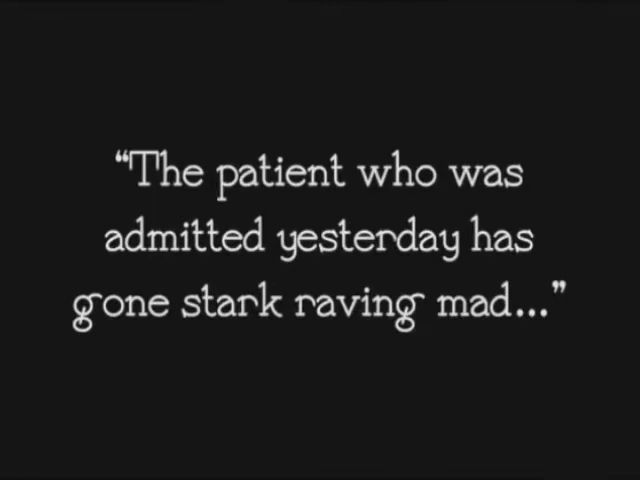 “The patient who was
admitted yesterday has
gone stark raving mad...”